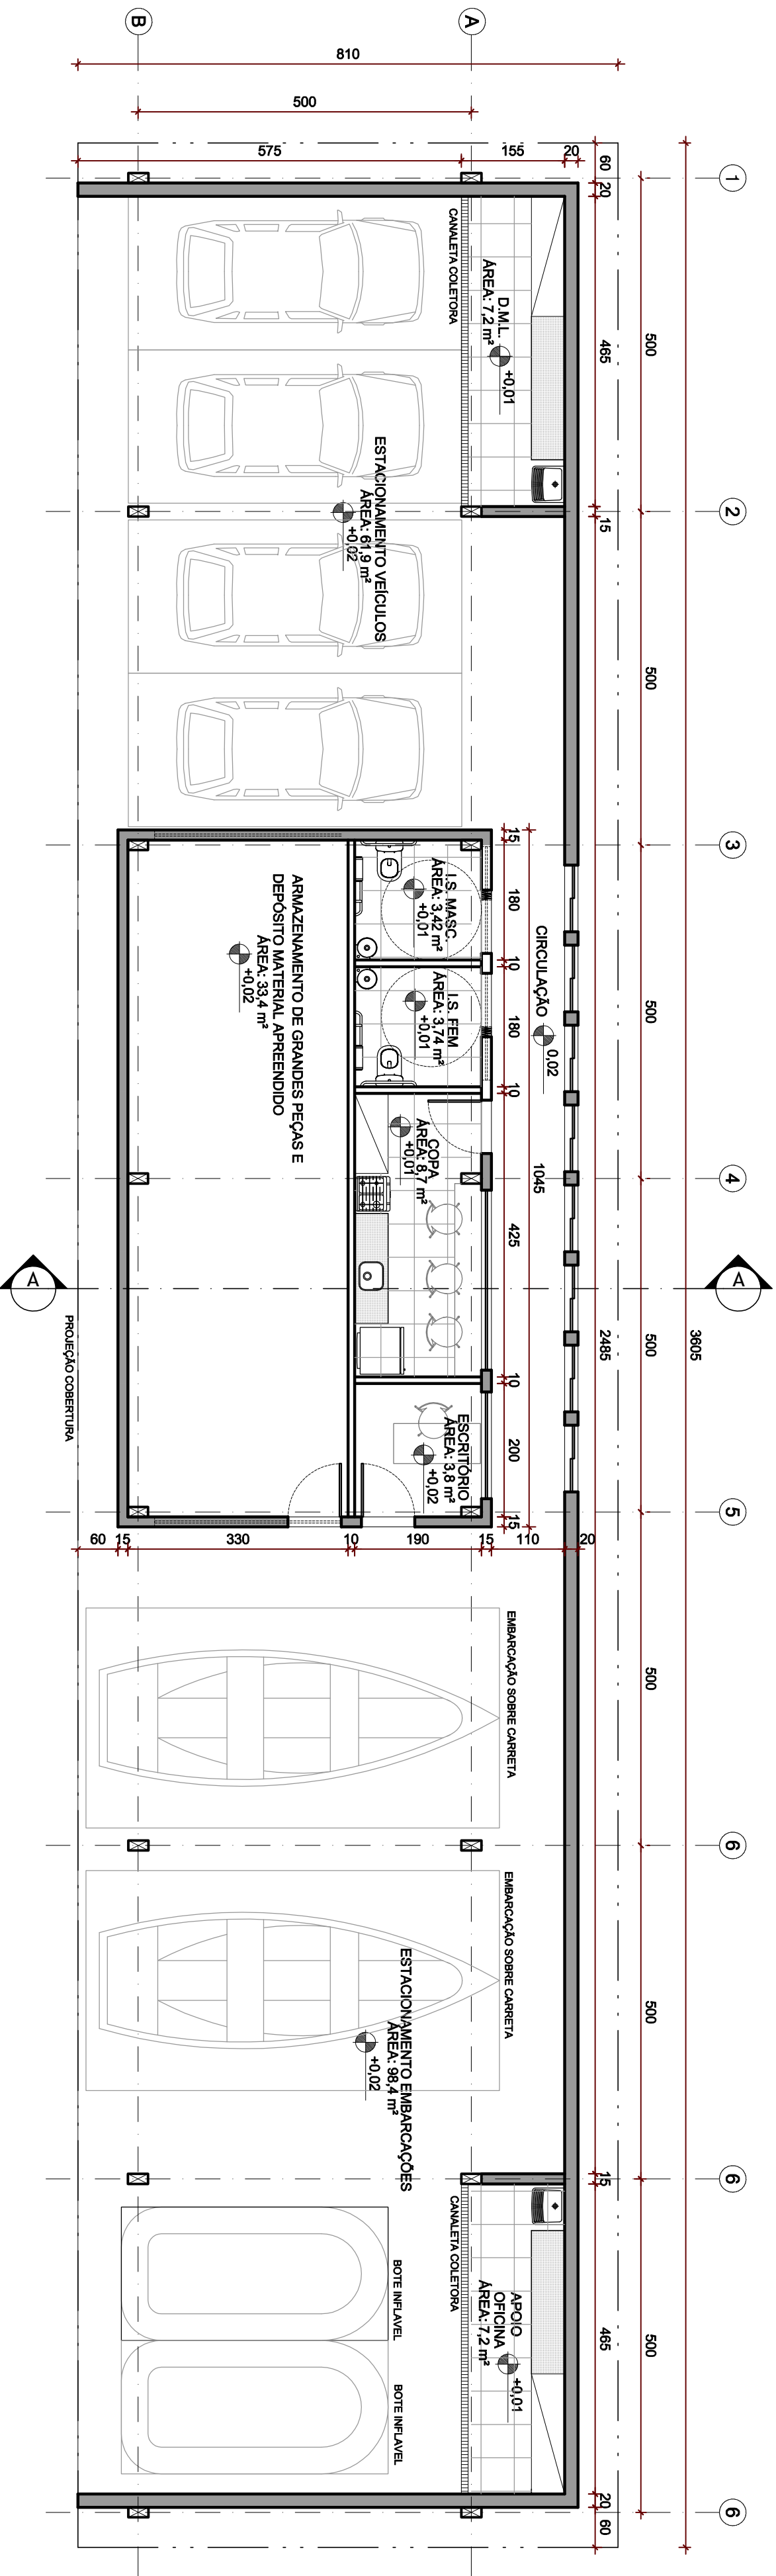 B
A
810
500
575
155
20
60
1
20
500
465
CANALETA COLETORA
D.M.L.
ÁREA: 7,2 m²
+0,01
ESTACIONAMENTO VEÍCULOS
ÁREA: 61,9 m²
+0,02
2
15
500
3
15
180
I.S. MASC.
ÁREA: 3,42 m²
+0,01
10
180
I.S. FEM
ÁREA: 3,74 m²
+0,01
10
CIRCULAÇÃO
0,02
500
1045
ARMAZENAMENTO DE GRANDES PEÇAS E
DEPÓSITO MATERIAL APREENDIDO
ÁREA: 33,4 m²
+0,02
COPA
ÁREA: 8,7 m²
+0,01
4
425
A
A
PROJEÇÃO COBERTURA
2485
500
3605
10
200
ESCRITÓRIO
ÁREA: 3,8 m²
+0,02
5
15
60
15
330
10
190
15
110
20
EMBARCAÇÃO SOBRE CARRETA
500
6
EMBARCAÇÃO SOBRE CARRETA
ESTACIONAMENTO EMBARCAÇÕES
ÁREA: 98,4 m²
+0,02
500
6
15
CANALETA COLETORA
BOTE INFLAVEL
APOIO
OFICINA
ÁREA: 7,2 m²
+0,01
465
500
BOTE INFLAVEL
20
60
6